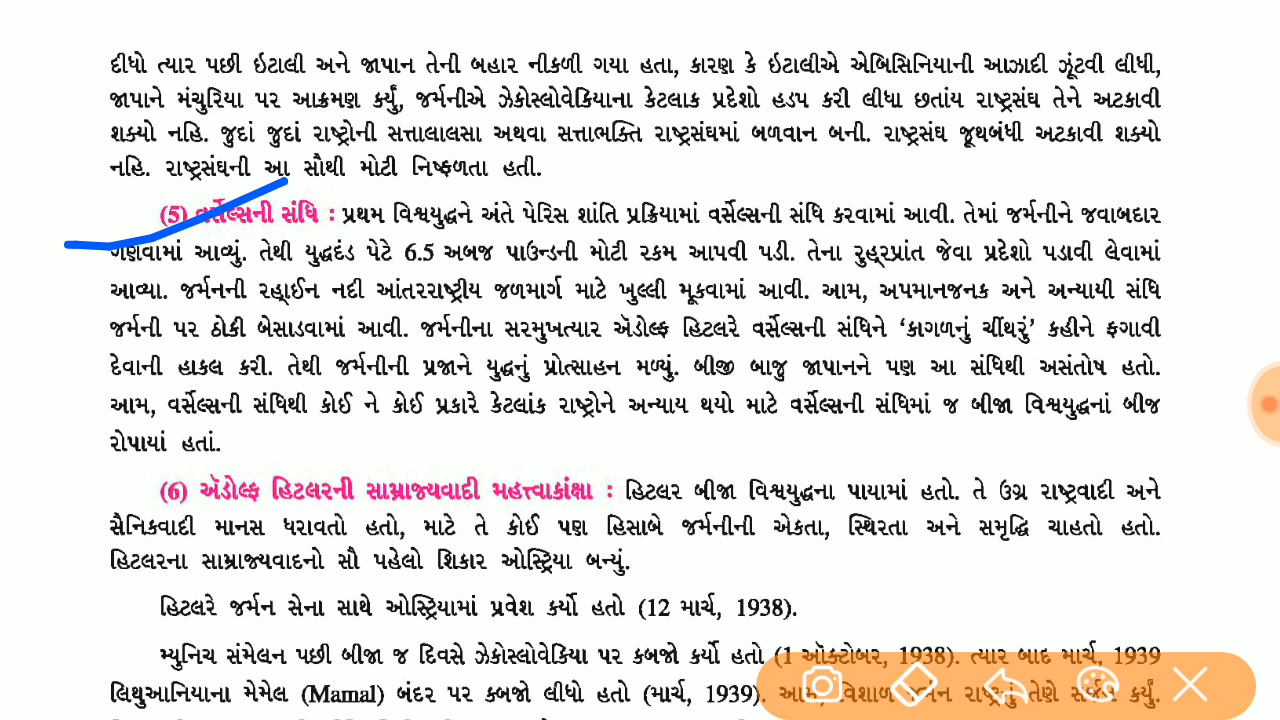 દીધો ત્યાર પછી ઇટાલી અને જાપાન તેની બહાર નીકળી ગયા હતા, કારણ કે ઇટાલીએ એબિસિનિયાની આઝાદી ઝૂંટવી લીધી,
જાપાને મંચુરિયા પર આક્રમણ કર્યું, જર્મનીએ ઝેકોસ્લોવેકિયાના કેટલાક પ્રદેશો હડપ કરી લીધા છતાંય રાષ્ટ્રસંઘ તેને અટકાવી
શક્યો નહિ. જુદાં જુદાં રાષ્ટ્રોની સત્તાલાલસા અથવા સત્તાભક્તિ રાષ્ટ્રસંઘમાં બળવાન બની. રાષ્ટ્રસંઘ જૂથબંધી અટકાવી શક્યો
નહિ. રાષ્ટ્રસંઘની આ સૌથી મોટી નિષ્ફળતા હતી.
(5) વર્સેલ્સની સંધિ : પ્રથમ વિશ્વયુદ્ધને અંતે પેરિસ શાંતિ પ્રક્રિયામાં વર્સેલ્સની સંધિ કરવામાં આવી. તેમાં જર્મનીને જવાબદાર
ગણવામાં આવ્યું. તેથી યુદ્ધદંડ પેટે 6.5 અબજ પાઉન્ડની મોટી રકમ આપવી પડી. તેના રુહ્રપ્રાંત જેવા પ્રદેશો પડાવી લેવામાં
આવ્યા. જર્મનની રહ્રાઈન નદી આંતરરાષ્ટ્રીય જળમાર્ગ માટે ખુલ્લી મૂકવામાં આવી. આમ, અપમાનજનક અને અન્યાયી સંધિ
જર્મની પર ઠોકી બેસાડવામાં આવી. જર્મનીના સરમુખત્યાર ઍડોલ્ફ હિટલરે વર્સેલ્સની સંધિને ‘કાગળનું ચીંથરું’ કહીને ફગાવી
દેવાની હાકલ કરી. તેથી જર્મનીની પ્રજાને યુદ્ધનું પ્રોત્સાહન મળ્યું. બીજી બાજુ જાપાનને પણ આ સંધિથી અસંતોષ હતો.
આમ, વર્સેલ્સની સંધિથી કોઈ ને કોઈ પ્રકારે કેટલાંક રાષ્ટ્રોને અન્યાય થયો માટે વર્સેલ્સની સંધિમાં જ બીજા વિશ્વયુદ્ધનાં બીજ
રોપાયાં હતાં.
(6) ઍડોલ્ફ હિટલરની સામ્રાજ્યવાદી મહત્ત્વાકાંક્ષા : હિટલર બીજા વિશ્વયુદ્ધના પાયામાં હતો. તે ઉગ્ર રાષ્ટ્રવાદી અને
સૈનિકવાદી માનસ ધરાવતો હતો, માટે તે કોઈ પણ હિસાબે જર્મનીની એકતા, સ્થિરતા અને સમૃદ્ધિ ચાહતો હતો.
હિટલરના સામ્રાજ્યવાદનો સૌ પહેલો શિકાર ઓસ્ટ્રિયા બન્યું.
હિટલરે જર્મન સેના સાથે ઓસ્ટ્રિયામાં પ્રવેશ કર્યો હતો (12 માર્ચ, 1938).
મ્યુનિચ સંમેલન પછી બીજા જ દિવસે ઝેકોસ્લોવેકિયા પર કબજો કર્યો હતો (1 ઑક્ટોબર, 1938). ત્યાર બાદ માર્ચ, 1939
લિથુઆનિયાના મેમેલ (Mamal) બંદર પર કબજો લીધો હતો (માર્ચ, 1939). આમ, વિશાળ જર્મન રાષ્ટ્રનું તેણે સર્જન કર્યું.